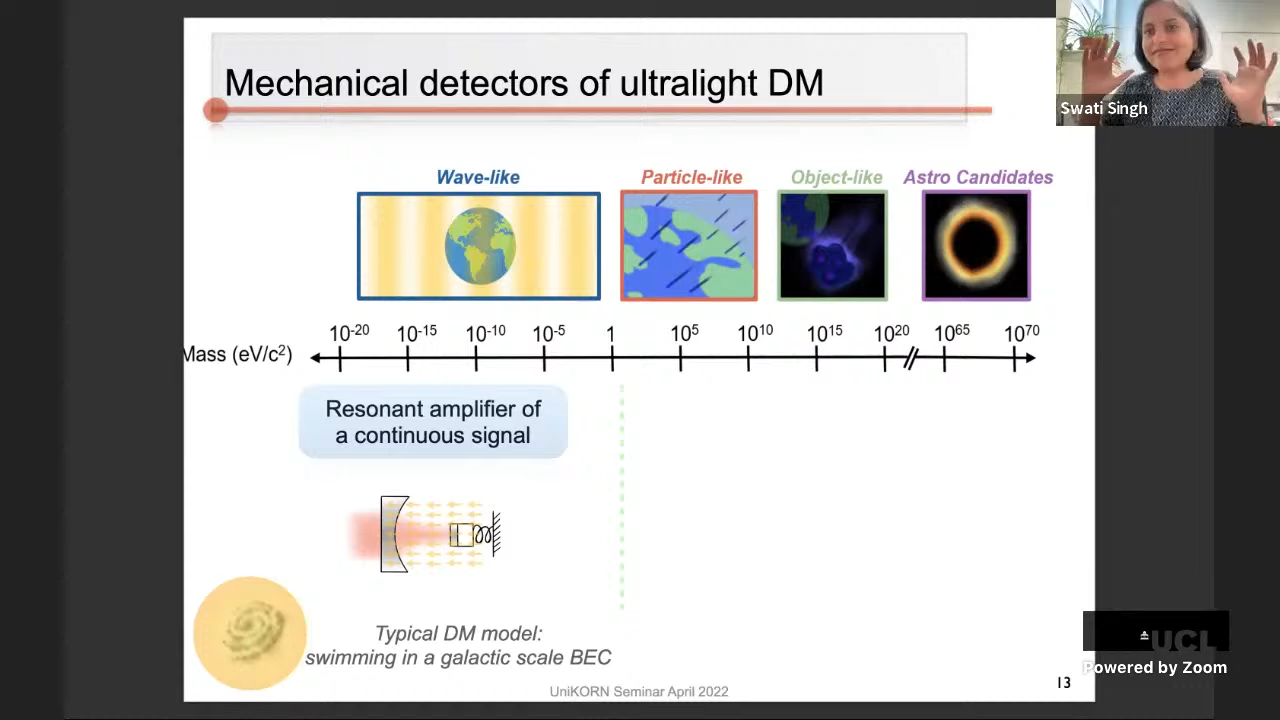 Mechanical detectors of ultralight DM
Swati Singh
Wave-like
Particle-like
Object-like
Astro Candidates
10⁻²⁰ 10⁻¹⁵ 10⁻¹⁰ 10⁻⁵ 1 10⁵ 10¹⁰ 10¹⁵ 10²⁰ 10⁶⁵ 10⁷⁰
Mass (eV/c²)
Resonant amplifier of
a continuous signal
Typical DM model:
swimming in a galactic scale BEC
UniKORN Seminar April 2022
UCL
Powered by Zoom
13